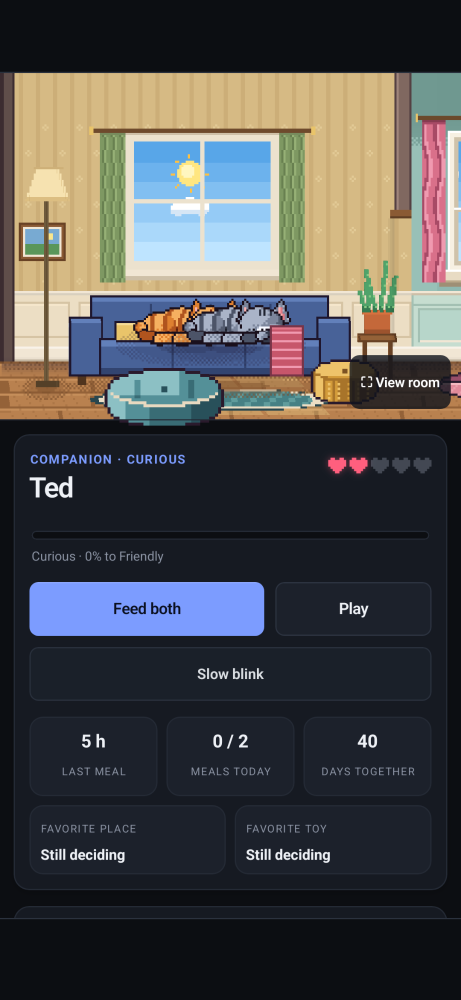 View room
COMPANION · CURIOUS
Ted
Curious · 0% to Friendly
Feed both
Play
Slow blink
5 h
LAST MEAL
0 / 2
MEALS TODAY
40
DAYS TOGETHER
FAVORITE PLACE
Still deciding
FAVORITE TOY
Still deciding